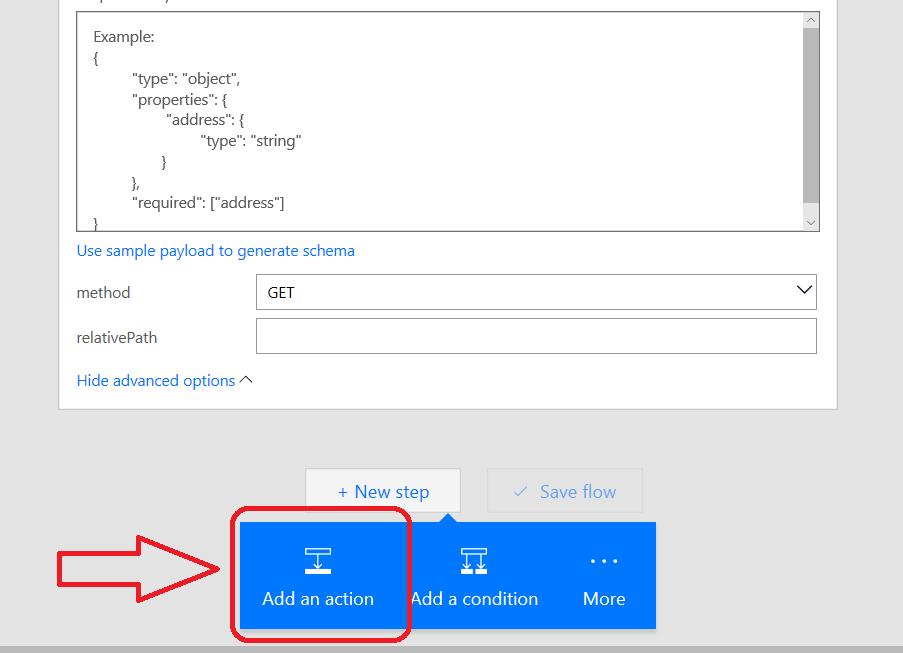 Example:
{
"type": "object",
"properties": {
"address": {
"type": "string"
}
},
"required": ["address"]
}
Use sample payload to generate schema
method
GET
relativePath
Hide advanced options
+ New step
Save flow
Add an action
Add a condition
More